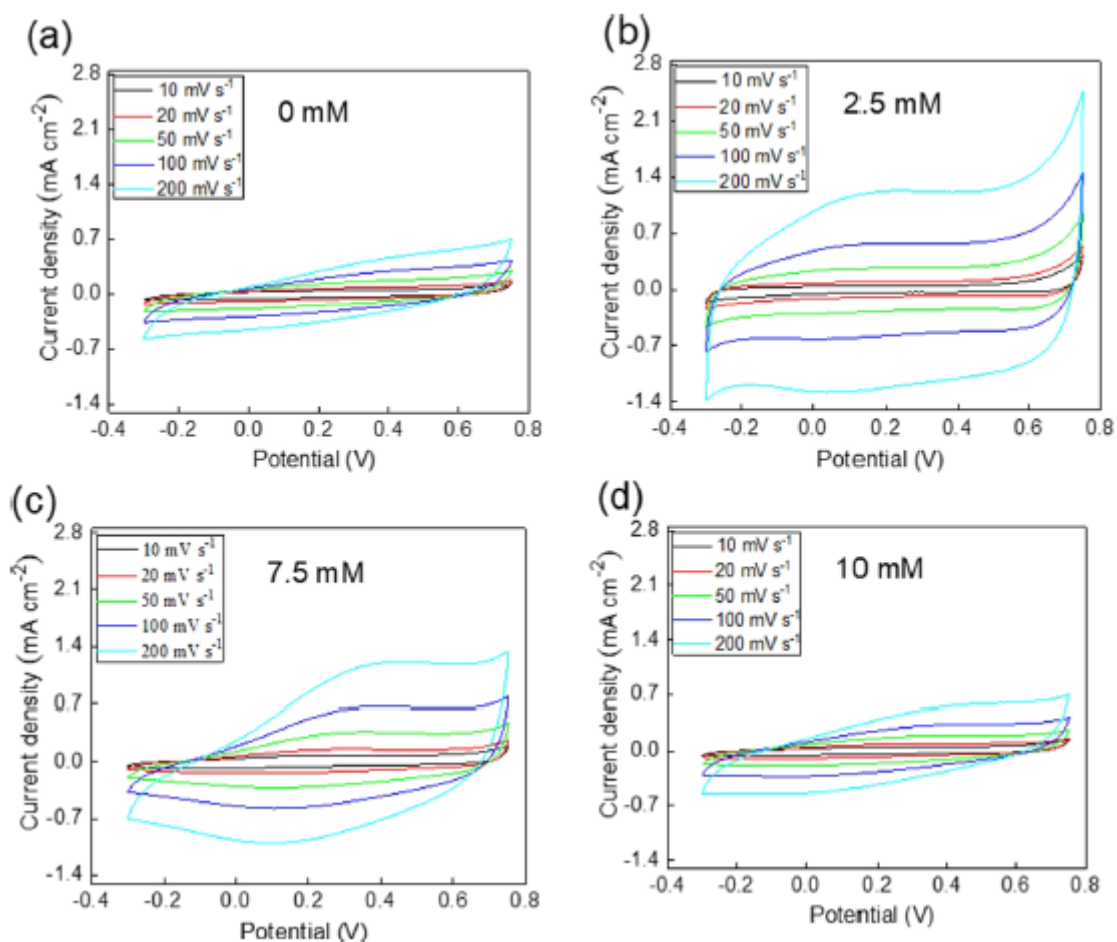 (a)
2.8
2.1
1.4
0.7
0.0
-0.7
-1.4
Current density (mA cm⁻²)
10 mV s⁻¹
20 mV s⁻¹
50 mV s⁻¹
100 mV s⁻¹
200 mV s⁻¹
0 mM
-0.4 -0.2 0.0 0.2 0.4 0.6 0.8
Potential (V)
(b)
2.8
2.1
1.4
0.7
0.0
-0.7
-1.4
Current density (mA cm⁻²)
10 mV s⁻¹
20 mV s⁻¹
50 mV s⁻¹
100 mV s⁻¹
200 mV s⁻¹
2.5 mM
-0.4 -0.2 0.0 0.2 0.4 0.6 0.8
Potential (V)
(c)
2.8
2.1
1.4
0.7
0.0
-0.7
-1.4
Current density (mA cm⁻²)
10 mV s⁻¹
20 mV s⁻¹
50 mV s⁻¹
100 mV s⁻¹
200 mV s⁻¹
7.5 mM
-0.4 -0.2 0.0 0.2 0.4 0.6 0.8
Potential (V)
(d)
2.8
2.1
1.4
0.7
0.0
-0.7
-1.4
Current density (mA cm⁻²)
10 mV s⁻¹
20 mV s⁻¹
50 mV s⁻¹
100 mV s⁻¹
200 mV s⁻¹
10 mM
-0.4 -0.2 0.0 0.2 0.4 0.6 0.8
Potential (V)